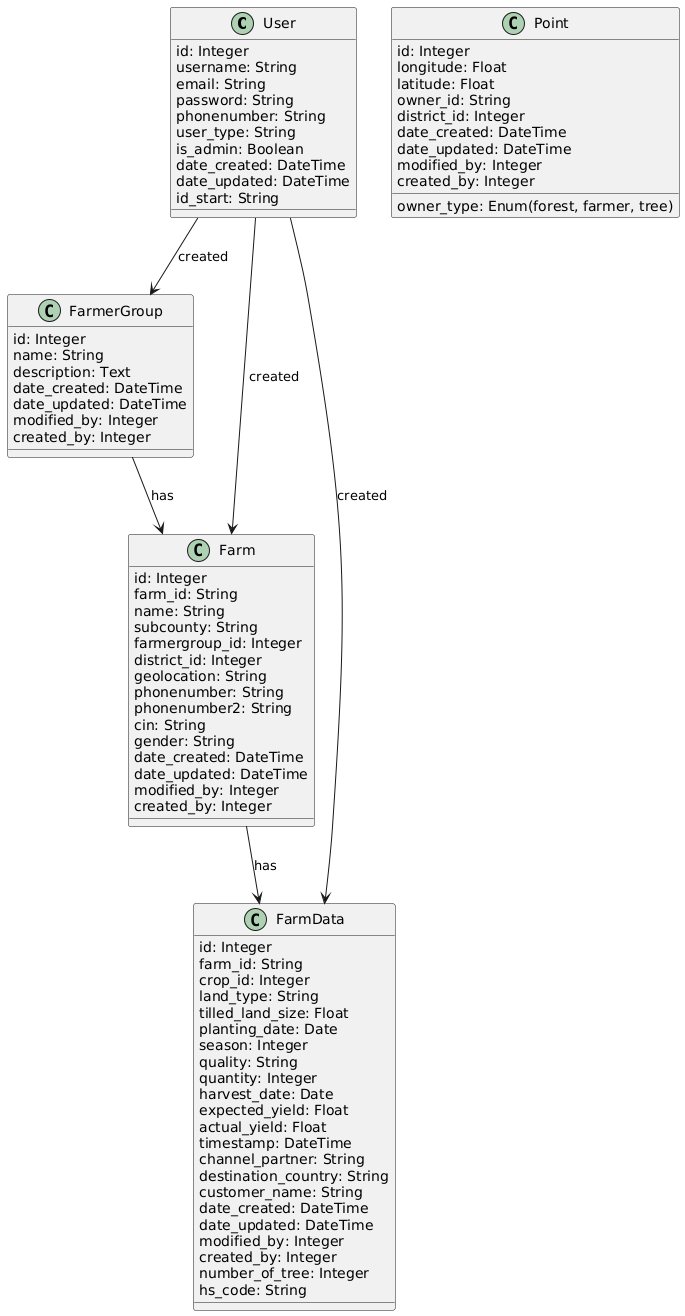 C User
id: Integer
username: String
email: String
password: String
phonenumber: String
user_type: String
is_admin: Boolean
date_created: DateTime
date_updated: DateTime
id_start: String
C Point
id: Integer
longitude: Float
latitude: Float
owner_id: String
district_id: Integer
date_created: DateTime
date_updated: DateTime
modified_by: Integer
created_by: Integer
owner_type: Enum(forest, farmer, tree)
created
C FarmerGroup
id: Integer
name: String
description: Text
date_created: DateTime
date_updated: DateTime
modified_by: Integer
created_by: Integer
created
has
created
C Farm
id: Integer
farm_id: String
name: String
subcounty: String
farmergroup_id: Integer
district_id: Integer
geolocation: String
phonenumber: String
phonenumber2: String
cin: String
gender: String
date_created: DateTime
date_updated: DateTime
modified_by: Integer
created_by: Integer
has
C FarmData
id: Integer
farm_id: String
crop_id: Integer
land_type: String
tilled_land_size: Float
planting_date: Date
season: Integer
quality: String
quantity: Integer
harvest_date: Date
expected_yield: Float
actual_yield: Float
timestamp: DateTime
channel_partner: String
destination_country: String
customer_name: String
date_created: DateTime
date_updated: DateTime
modified_by: Integer
created_by: Integer
number_of_tree: Integer
hs_code: String